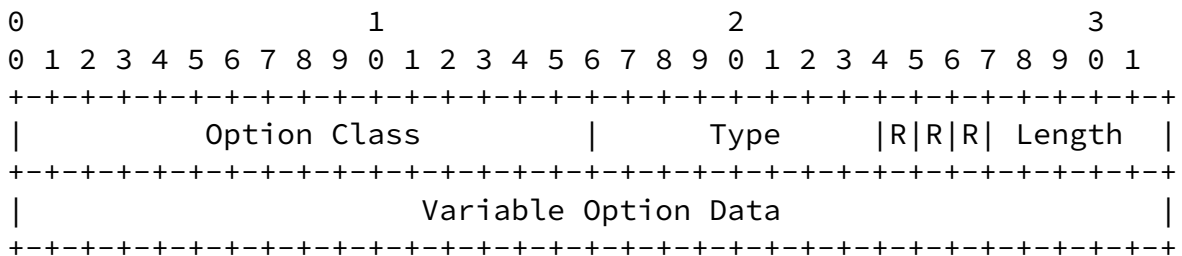 0                   1                   2                   3
0 1 2 3 4 5 6 7 8 9 0 1 2 3 4 5 6 7 8 9 0 1 2 3 4 5 6 7 8 9 0 1
+-+-+-+-+-+-+-+-+-+-+-+-+-+-+-+-+-+-+-+-+-+-+-+-+-+-+-+-+-+-+-+-+
|          Option Class         |      Type     |R|R|R| Length  |
+-+-+-+-+-+-+-+-+-+-+-+-+-+-+-+-+-+-+-+-+-+-+-+-+-+-+-+-+-+-+-+-+
|                      Variable Option Data                     |
+-+-+-+-+-+-+-+-+-+-+-+-+-+-+-+-+-+-+-+-+-+-+-+-+-+-+-+-+-+-+-+-+